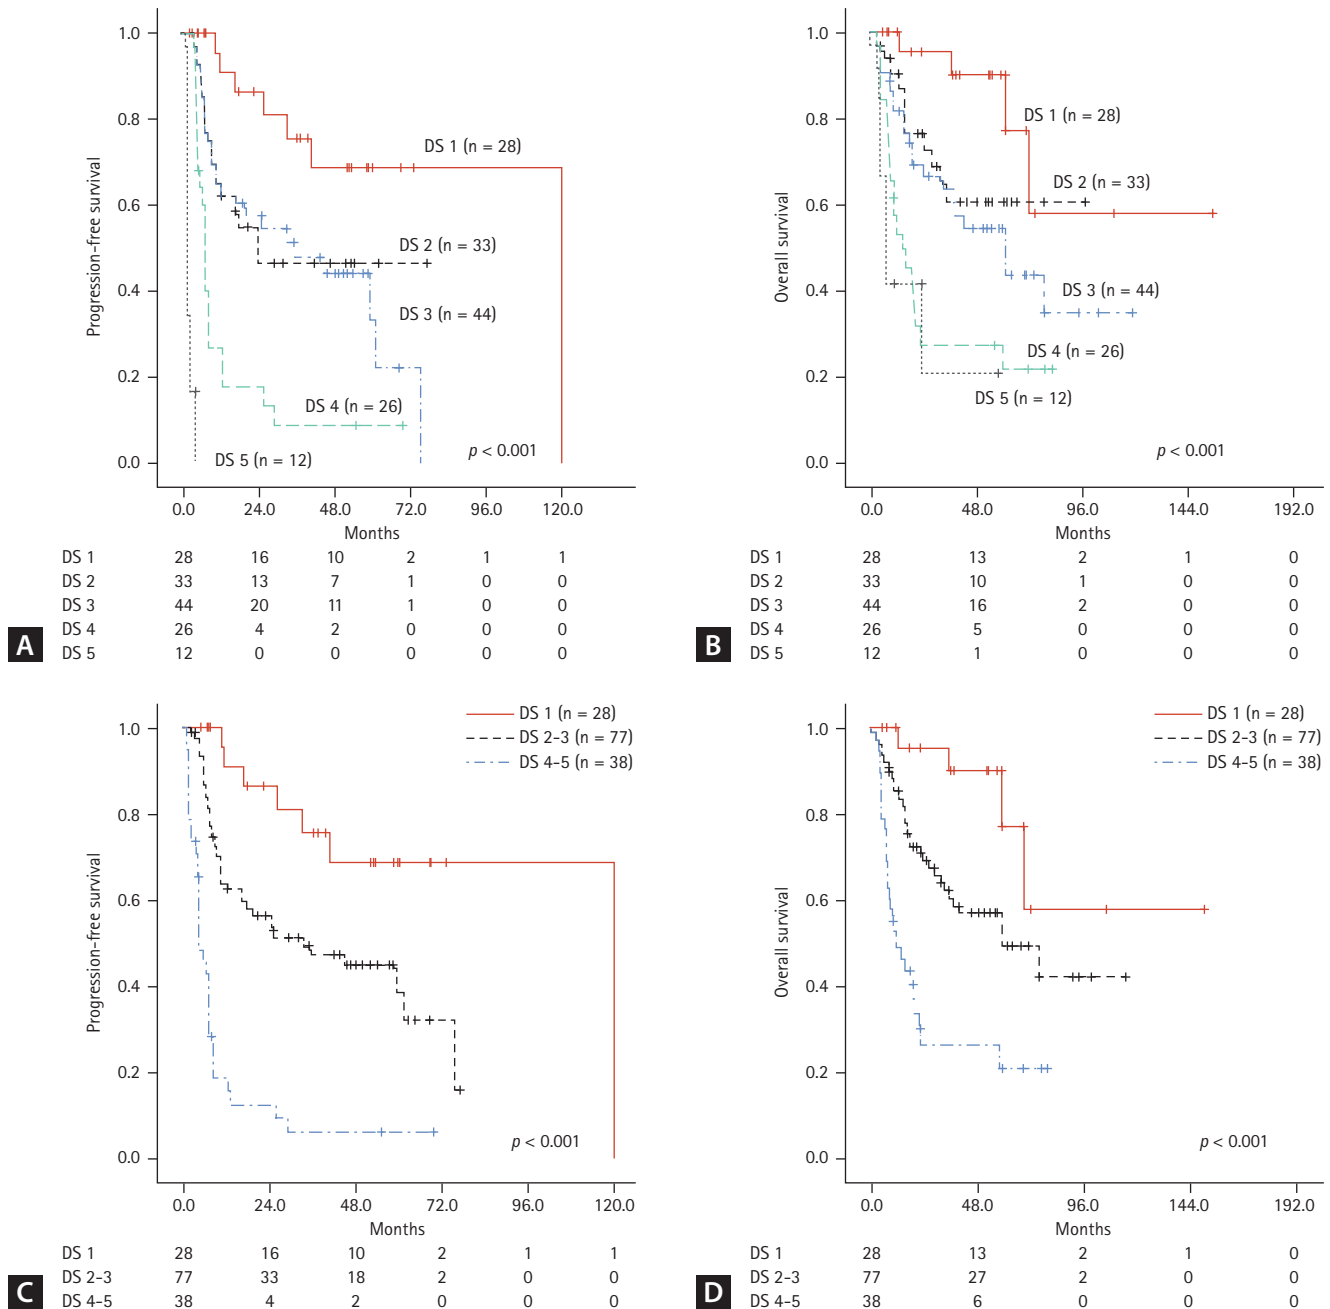 1.0
0.8
0.6
0.4
0.2
0.0
Progression-free survival
DS 1 (n = 28)
DS 2 (n = 33)
DS 3 (n = 44)
DS 4 (n = 26)
DS 5 (n = 12)
p < 0.001
0.0 24.0 48.0 72.0 96.0 120.0
Months
DS 1 28 16 10 2 1 1
DS 2 33 13 7 1 0 0
DS 3 44 20 11 1 0 0
DS 4 26 4 2 0 0 0
DS 5 12 0 0 0 0 0
A
1.0
0.8
0.6
0.4
0.2
0.0
Overall survival
DS 1 (n = 28)
DS 2 (n = 33)
DS 3 (n = 44)
DS 4 (n = 26)
DS 5 (n = 12)
p < 0.001
0.0 48.0 96.0 144.0 192.0
Months
DS 1 28 13 2 1 0
DS 2 33 10 1 0 0
DS 3 44 16 2 0 0
DS 4 26 5 0 0 0
DS 5 12 1 0 0 0
B
1.0
0.8
0.6
0.4
0.2
0.0
Progression-free survival
DS 1 (n = 28)
DS 2-3 (n = 77)
DS 4-5 (n = 38)
p < 0.001
0.0 24.0 48.0 72.0 96.0 120.0
Months
DS 1 28 16 10 2 1 1
DS 2-3 77 33 18 2 0 0
DS 4-5 38 4 2 0 0 0
C
1.0
0.8
0.6
0.4
0.2
0.0
Overall survival
DS 1 (n = 28)
DS 2-3 (n = 77)
DS 4-5 (n = 38)
p < 0.001
0.0 48.0 96.0 144.0 192.0
Months
DS 1 28 13 2 1 0
DS 2-3 77 27 2 0 0
DS 4-5 38 6 0 0 0
D